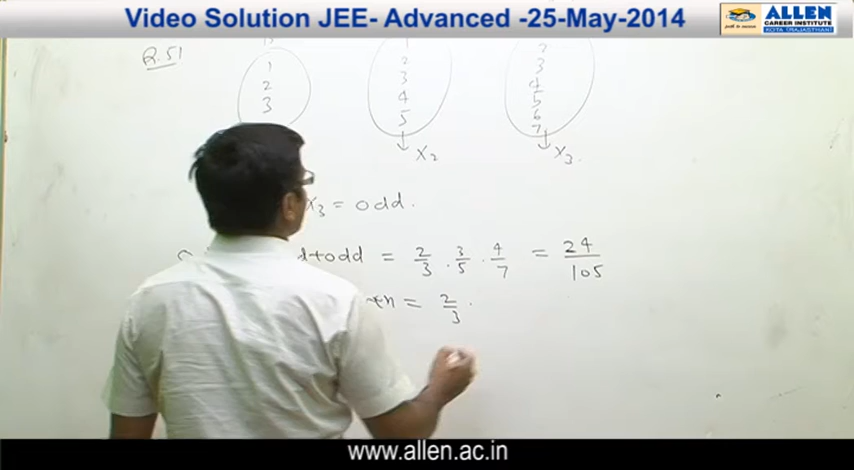 Video Solution JEE- Advanced -25-May-2014
ALLEN
CAREER INSTITUTE
KOTA (RAJASTHAN)
Q.51
1
2
3
1
2
3
4
5
X2
2
3
4
5
6
7
X3.
X3 = odd.
+odd = 2/3 . 3/5 . 4/7 = 24/105
= 2/3 .
www.allen.ac.in